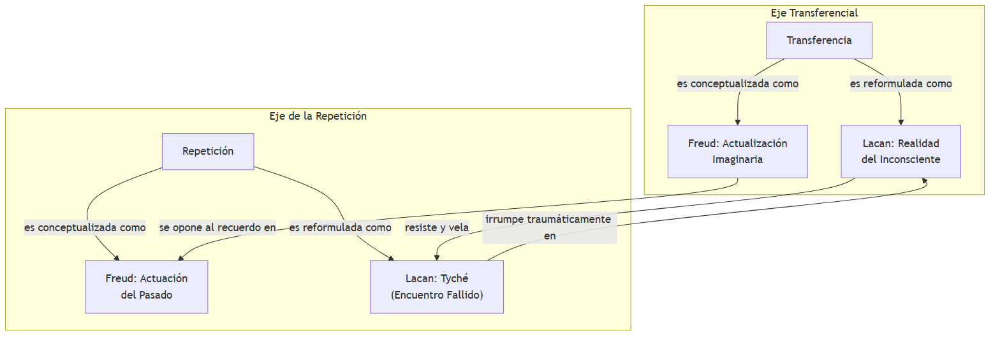 Eje Transferencial
Transferencia
es conceptualizada como
es reformulada como
Freud: Actualización
Imaginaria
Lacan: Realidad
del Inconsciente
Eje de la Repetición
Repetición
es conceptualizada como
se opone al recuerdo en
es reformulada como
resiste y vela
irrumpe traumáticamente
en
Freud: Actuación
del Pasado
Lacan: Tyché
(Encuentro Fallido)